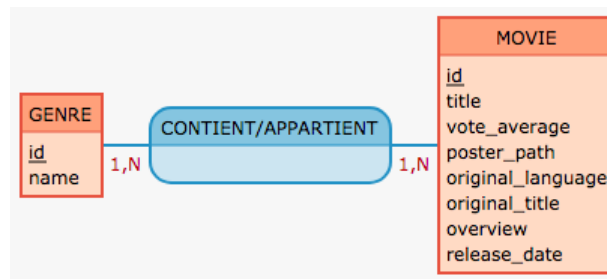 GENRE
id
name
1,N
CONTIENT/APPARTIENT
1,N
MOVIE
id
title
vote_average
poster_path
original_language
original_title
overview
release_date